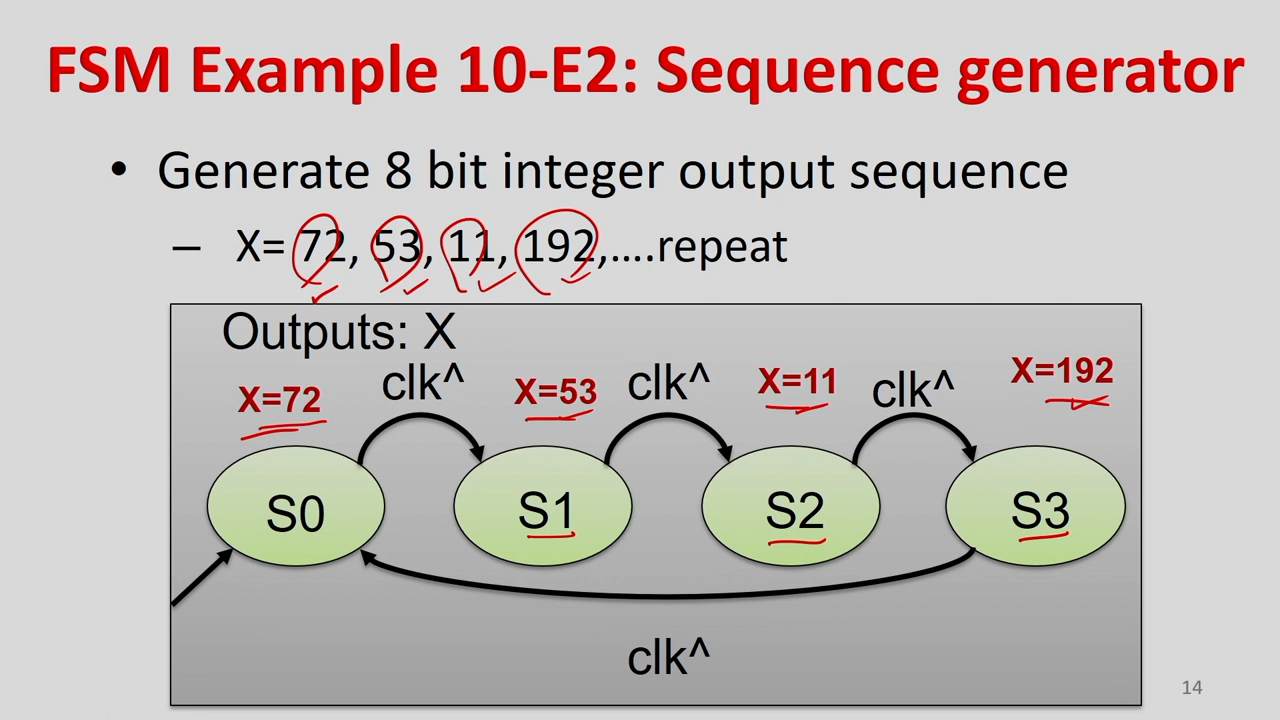 FSM Example 10-E2: Sequence generator
• Generate 8 bit integer output sequence
– X= 72, 53, 11, 192,....repeat
Outputs: X
X=72 clk^ X=53 clk^ X=11 clk^ X=192
S0 S1 S2 S3
clk^
14